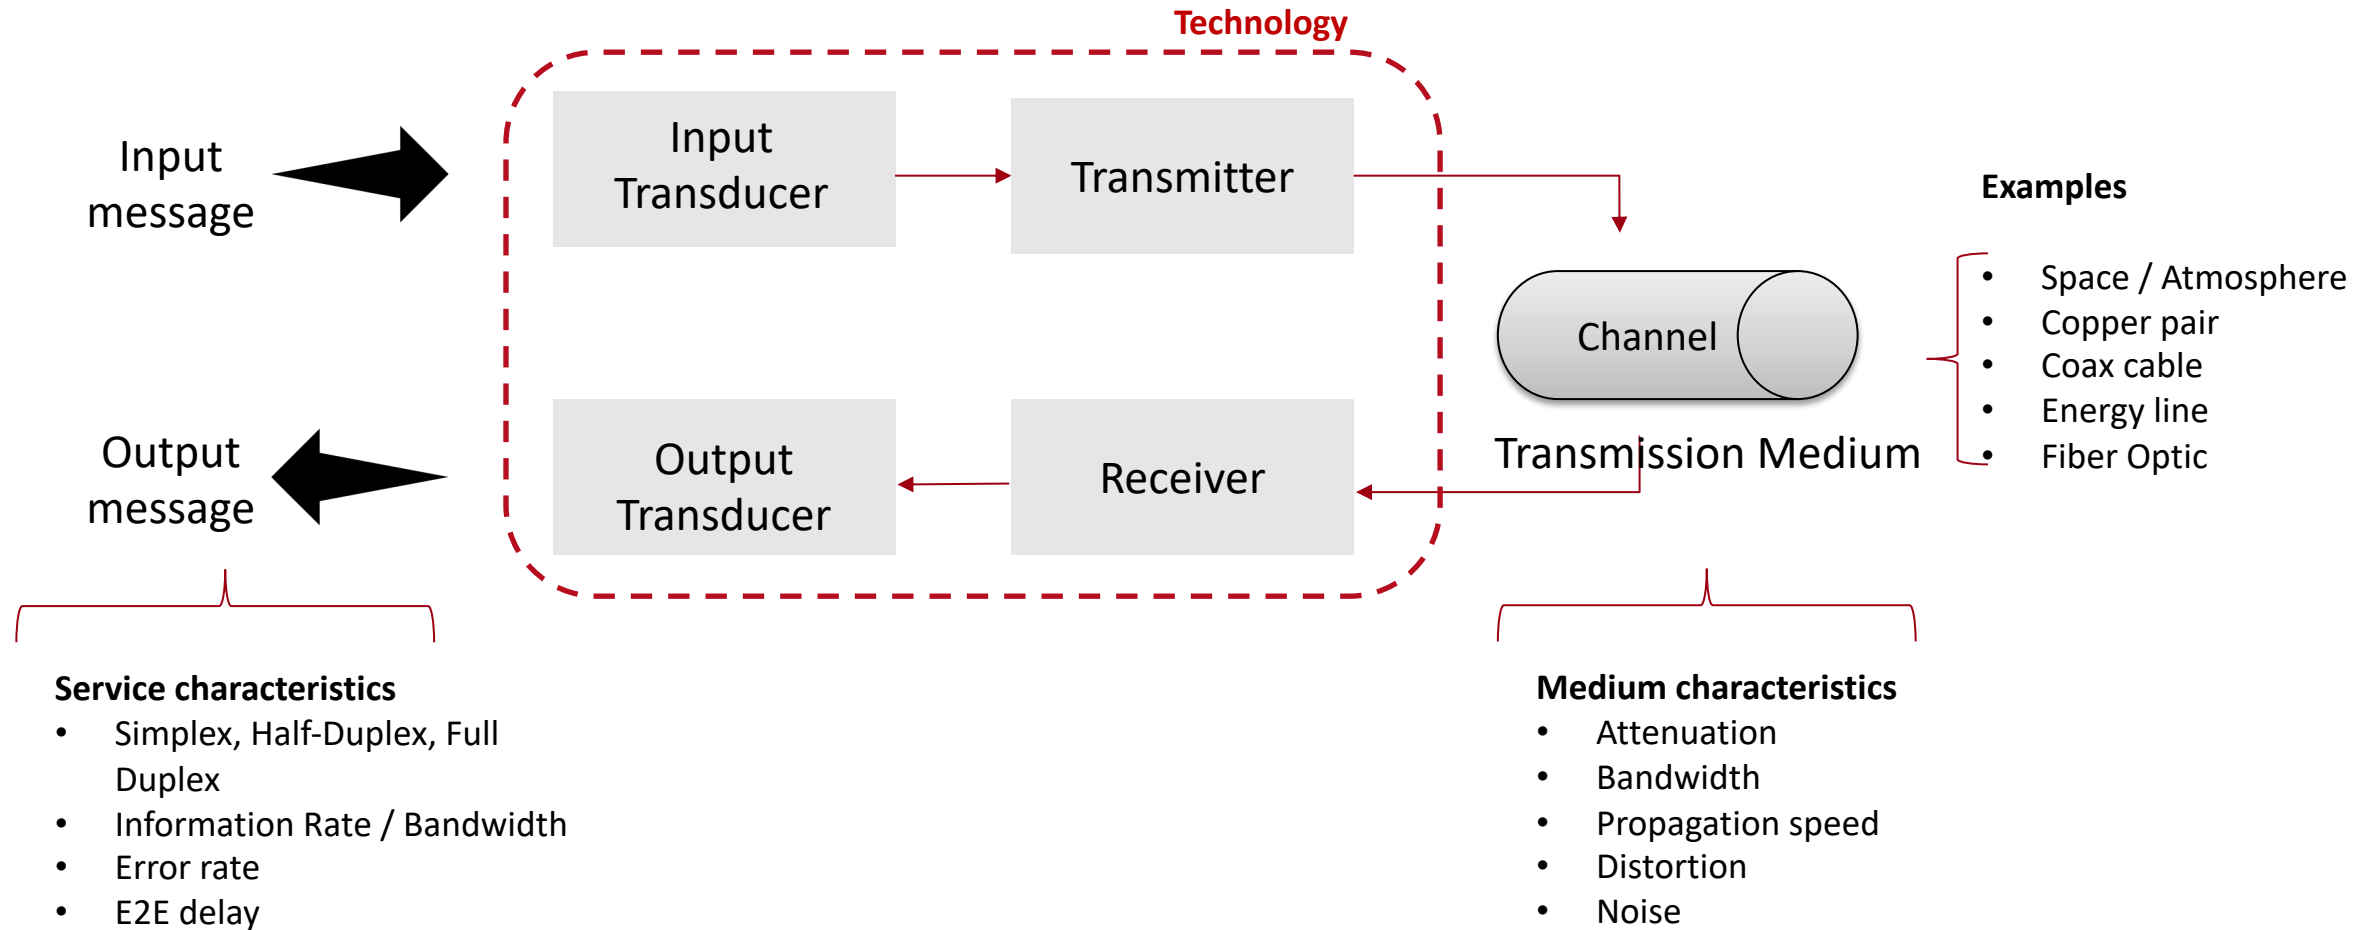 Technology
Input
message
Input
Transducer
Transmitter
Channel
Transmission Medium
Examples
• Space / Atmosphere
• Copper pair
• Coax cable
• Energy line
• Fiber Optic
Output
message
Output
Transducer
Receiver
Service characteristics
• Simplex, Half-Duplex, Full
Duplex
• Information Rate / Bandwidth
• Error rate
• E2E delay
Medium characteristics
• Attenuation
• Bandwidth
• Propagation speed
• Distortion
• Noise